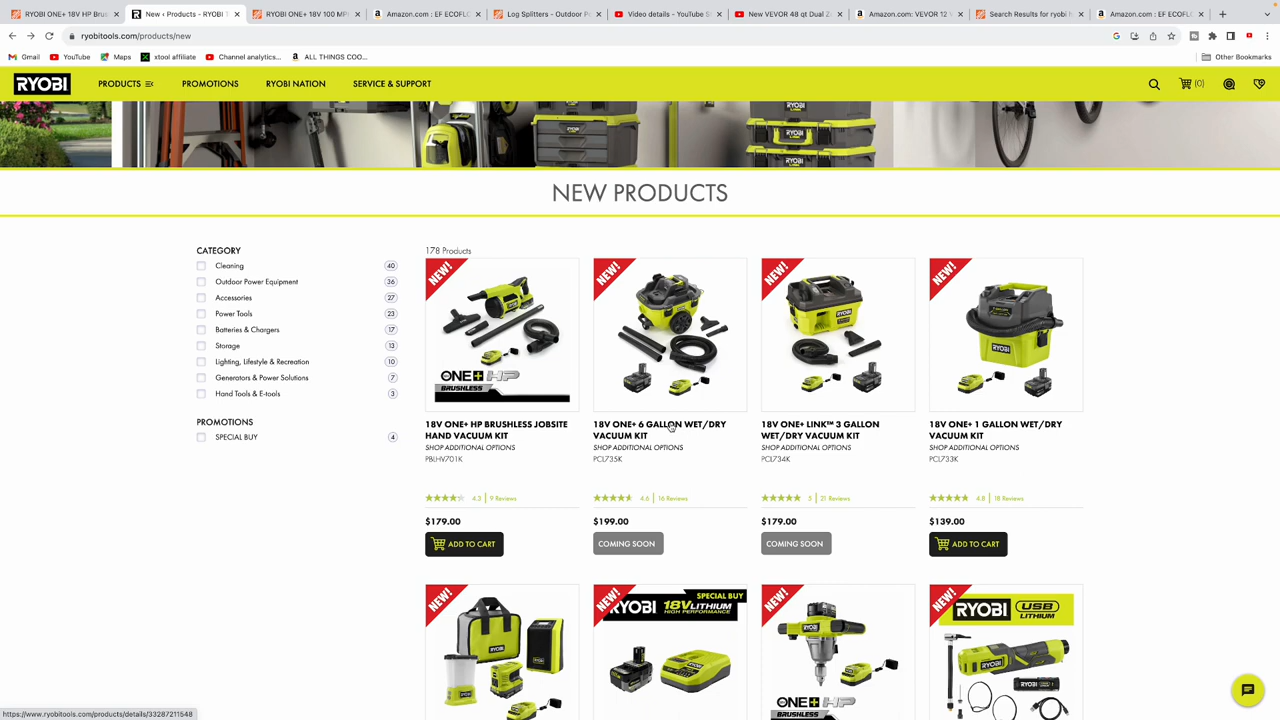 RYOBI ONE+ 18V HP Brus
New ‹ Products - RYOBI T
RYOBI ONE+ 18V 100 MPH
Amazon.com : EF ECOFLO
Log Splitters - Outdoor P
Video details - YouTube S
New VEVOR 48 qt Dual Z
Amazon.com: VEVOR 12 V
Search Results for ryobi h
Amazon.com : EF ECOFLO
ryobitools.com/products/new
Gmail
YouTube
Maps
xtool affiliate
Channel analytics...
ALL THINGS COO...
Other Bookmarks
RYOBI
PRODUCTS
PROMOTIONS
RYOBI NATION
SERVICE & SUPPORT
(0)
NEW PRODUCTS
CATEGORY
Cleaning 40
Outdoor Power Equipment 36
Accessories 27
Power Tools 23
Batteries & Chargers 17
Storage 13
Lighting, Lifestyle & Recreation 10
Generators & Power Solutions 7
Hand Tools & E-tools 3
PROMOTIONS
SPECIAL BUY 4
178 Products
NEW!
ONE+ HP
BRUSHLESS
18V ONE+ HP BRUSHLESS JOBSITE
HAND VACUUM KIT
SHOP ADDITIONAL OPTIONS
PBLHV701K
4.3 | 9 Reviews
$179.00
ADD TO CART
NEW!
18V ONE+ 6 GALLON WET/DRY
VACUUM KIT
SHOP ADDITIONAL OPTIONS
PCL735K
4.6 | 16 Reviews
$199.00
COMING SOON
NEW!
18V ONE+ LINK™ 3 GALLON
WET/DRY VACUUM KIT
SHOP ADDITIONAL OPTIONS
PCL734K
5 | 21 Reviews
$179.00
COMING SOON
NEW!
RYOBI
18V ONE+ 1 GALLON WET/DRY
VACUUM KIT
SHOP ADDITIONAL OPTIONS
PCL733K
4.8 | 18 Reviews
$139.00
ADD TO CART
NEW!
NEW!
SPECIAL BUY
RYOBI
18V LITHIUM
HIGH PERFORMANCE
NEW!
ONE+ HP
NEW!
RYOBI
USB
LITHIUM
https://www.ryobitools.com/products/details/33287211548